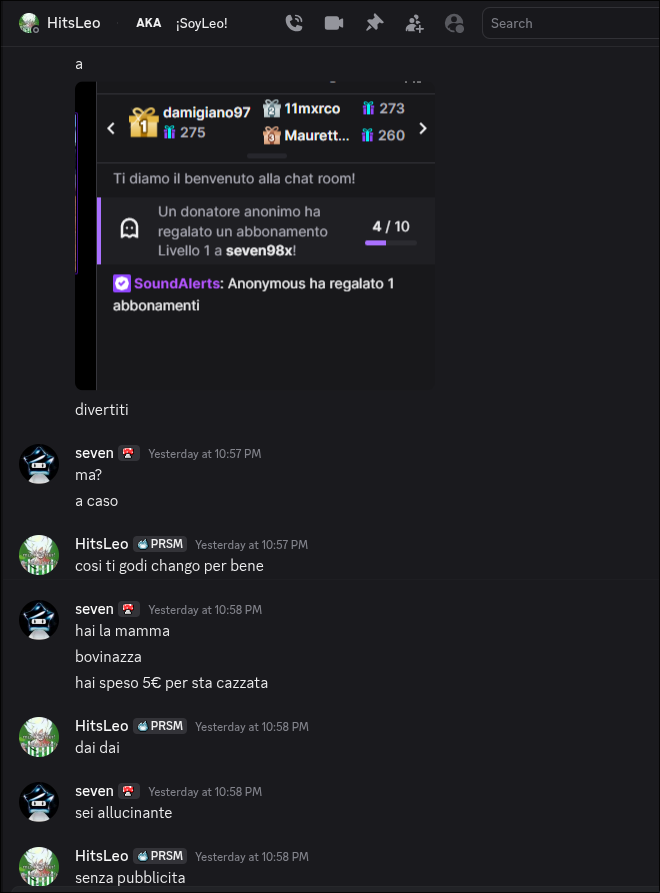 HitsLeo AKA ¡SoyLeo! Search
a
damigiano97
275
1
2 11mxrco 273
3 Maurett... 260
Ti diamo il benvenuto alla chat room!
Un donatore anonimo ha
regalato un abbonamento
Livello 1 a seven98x!
4 / 10
SoundAlerts: Anonymous ha regalato 1
abbonamenti
divertiti
seven Yesterday at 10:57 PM
ma?
a caso
HitsLeo PRSM Yesterday at 10:57 PM
cosi ti godi chango per bene
seven Yesterday at 10:58 PM
hai la mamma
bovinazza
hai speso 5€ per sta cazzata
HitsLeo PRSM Yesterday at 10:58 PM
dai dai
seven Yesterday at 10:58 PM
sei allucinante
HitsLeo PRSM Yesterday at 10:58 PM
senza pubblicita